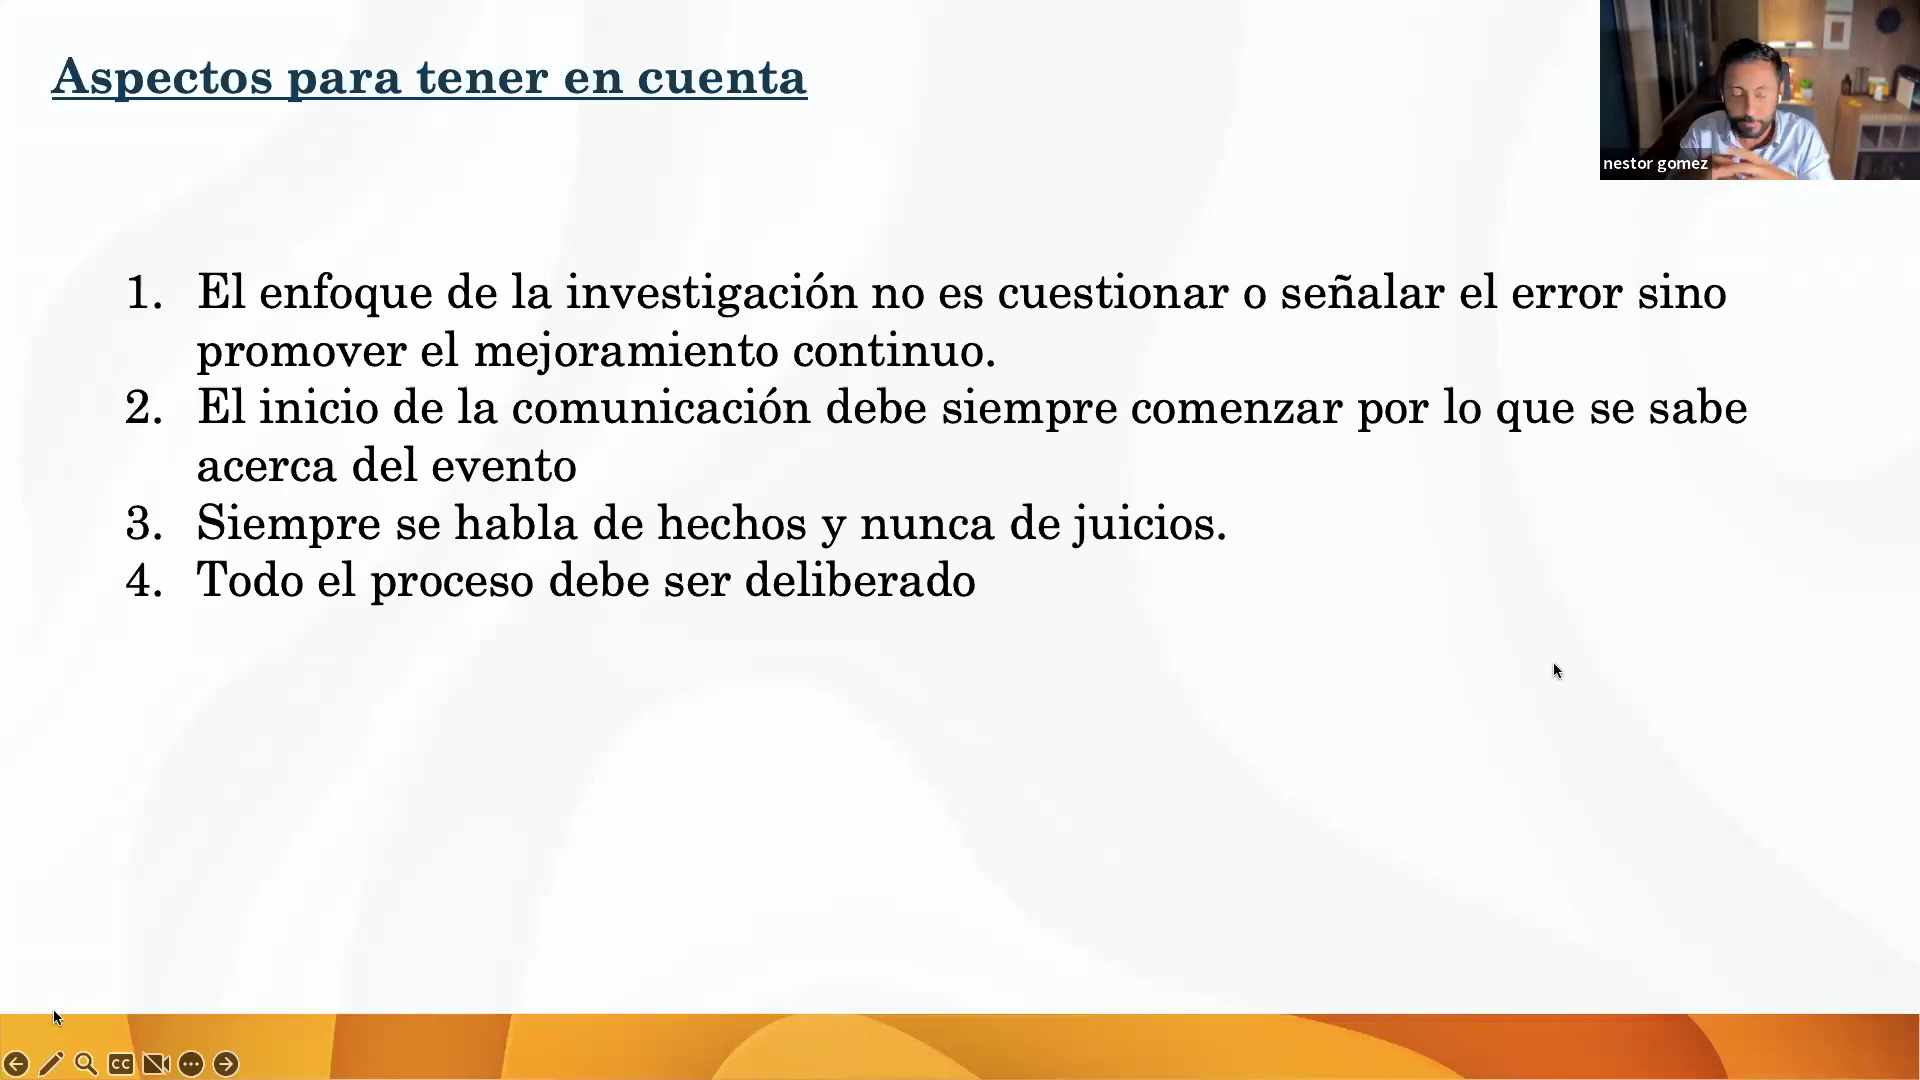 Aspectos para tener en cuenta
nestor gomez
1. El enfoque de la investigación no es cuestionar o señalar el error sino
promover el mejoramiento continuo.
2. El inicio de la comunicación debe siempre comenzar por lo que se sabe
acerca del evento
3. Siempre se habla de hechos y nunca de juicios.
4. Todo el proceso debe ser deliberado
CC